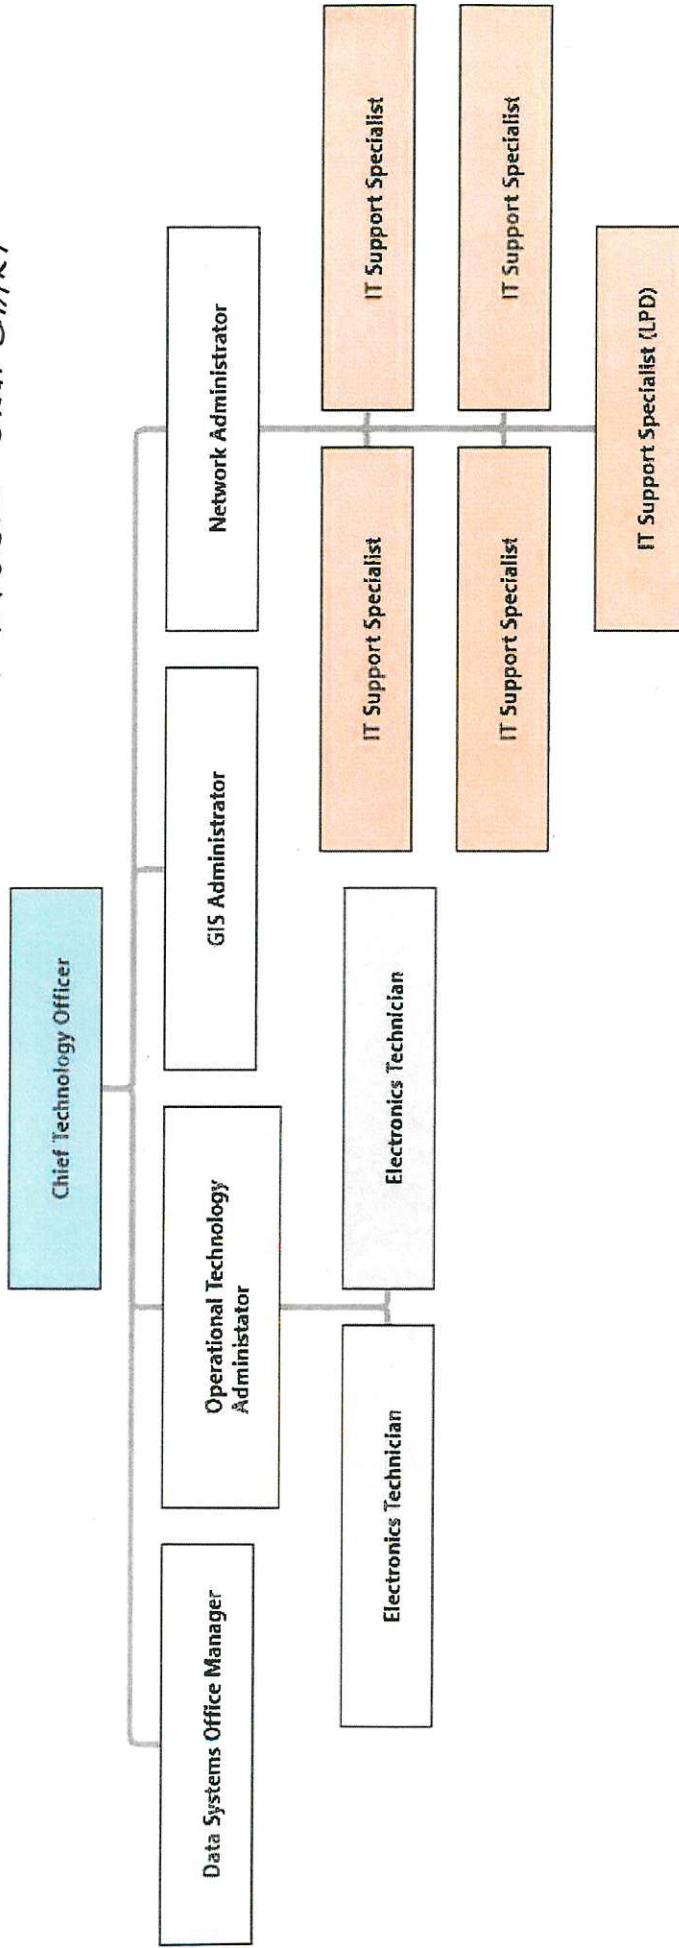 Chief Technology Officer
Data Systems Office Manager
Operational Technology
Administator
GIS Administrator
Network Administrator
Electronics Technician
Electronics Technician
IT Support Specialist
IT Support Specialist
IT Support Specialist
IT Support Specialist
IT Support Specialist (LPD)